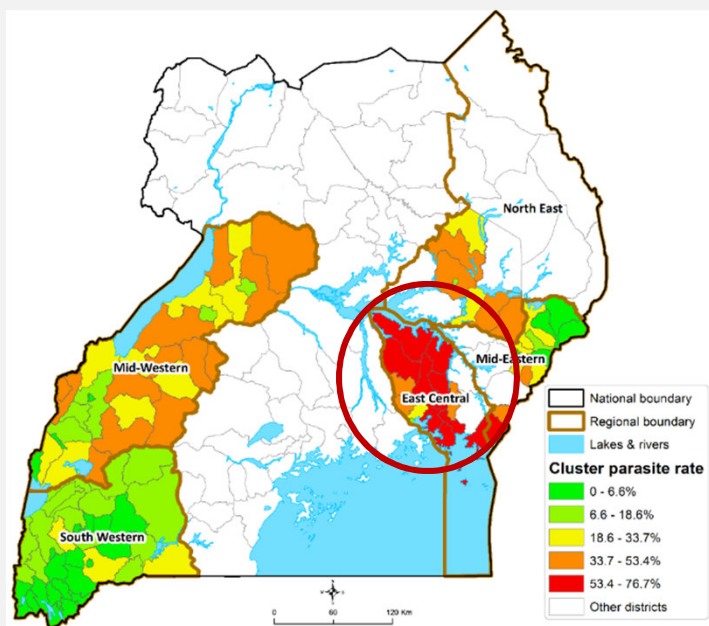 North East
Mid-Western
Mid-Eastern
East Central
South Western
National boundary
Regional boundary
Lakes & rivers
Cluster parasite rate
0 - 6.6%
6.6 - 18.6%
18.6 - 33.7%
33.7 - 53.4%
53.4 - 76.7%
Other districts
0 60 129 Km